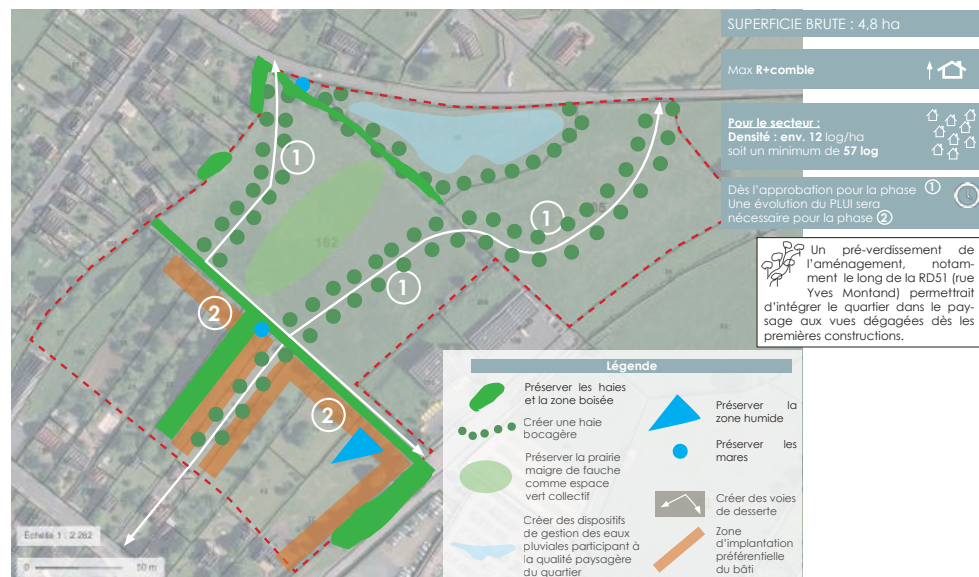 SUPERFICIE BRUTE : 4,8 ha
Max R+comble
Pour le secteur :
Densité : env. 12 log/ha
soit un minimum de 57 log
Dès l'approbation pour la phase ①
Une évolution du PLUI sera
nécessaire pour la phase ②
Un pré-verdissement de
l'aménagement, notam-
ment le long de la RD51 (rue
Yves Montand) permettrait
d'intégrer le quartier dans le pay-
sage aux vues dégagées dès les
premières constructions.
1
1
1
2
2
162
Légende
Préserver les haies
et la zone boisée
Créer une haie
bocagère
Préserver la prairie
maigre de fauche
comme espace
vert collectif
Créer des dispositifs
de gestion des eaux
pluviales participant à
la qualité paysagère
du quartier
Préserver la
zone humide
Préserver les
mares
Créer des voies
de desserte
Zone
d'implantation
préférentielle
du bâti
Echelle 1 : 2 262
0 50 m